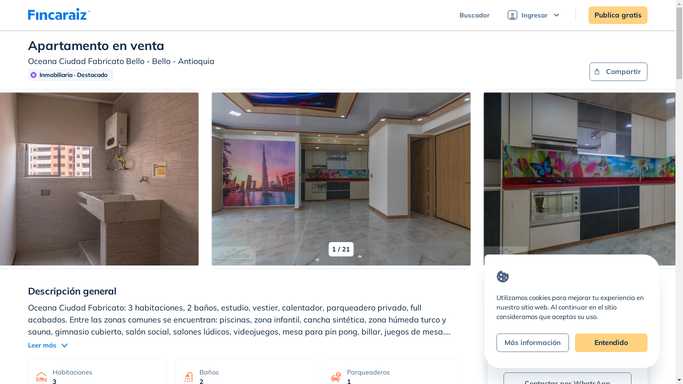 Fincaraiz
Buscador
Ingresar
Publica gratis
Apartamento en venta
Oceana Ciudad Fabricato Bello - Bello - Antioquia
Inmobiliaria · Destacado
Compartir
1 / 21
Descripción general
Oceana Ciudad Fabricato: 3 habitaciones, 2 baños, estudio, vestier, calentador, parqueadero privado, full
acabados. Entre las zonas comunes se encuentran: piscinas, zona infantil, cancha sintética, zona húmeda turco y
sauna, gimnasio cubierto, salón social, salones lúdicos, videojuegos, mesa para pin pong, billar, juegos de mesa....
Leer más
Habitaciones
3
Baños
2
Parqueaderos
1
Utilizamos cookies para mejorar tu experiencia en
nuestro sitio web. Al continuar en el sitio
consideramos que aceptas su uso.
Más información
Entendido
Contactar por WhatsApp